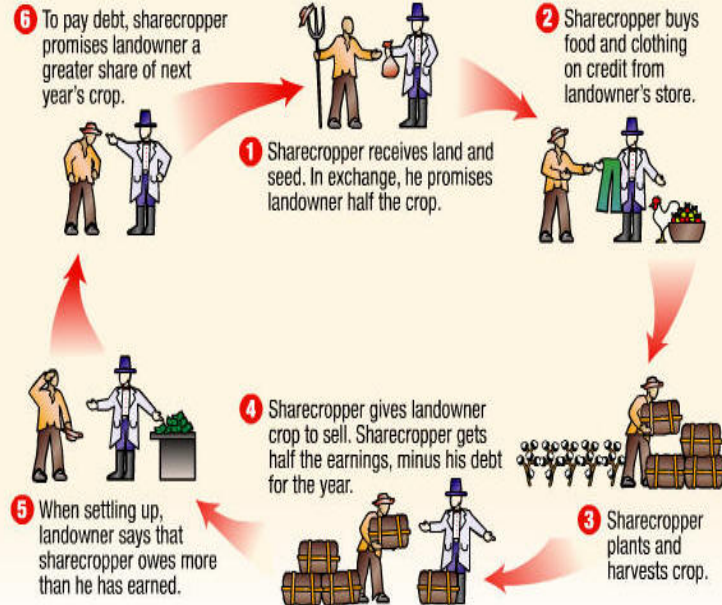 1 Sharecropper receives land and
seed. In exchange, he promises
landowner half the crop.
2 Sharecropper buys
food and clothing
on credit from
landowner's store.
3 Sharecropper
plants and
harvests crop.
4 Sharecropper gives landowner
crop to sell. Sharecropper gets
half the earnings, minus his debt
for the year.
5 When settling up,
landowner says that
sharecropper owes more
than he has earned.
6 To pay debt, sharecropper
promises landowner a
greater share of next
year's crop.